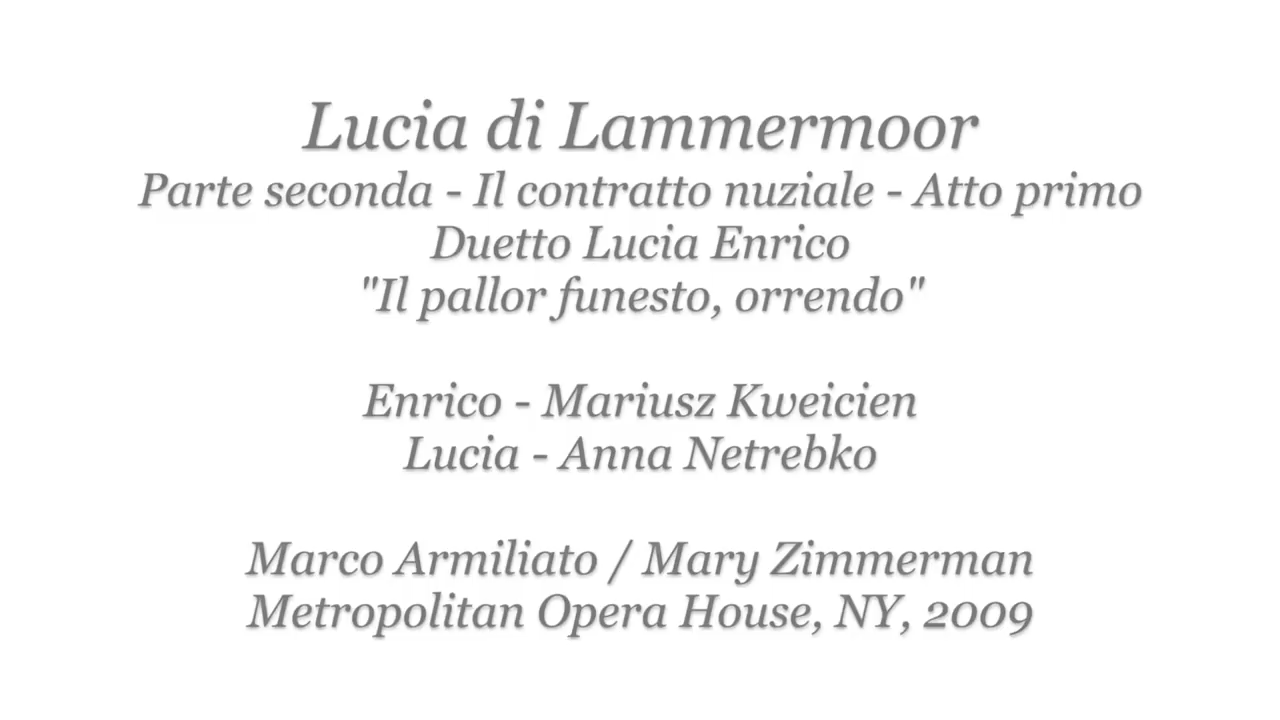 Lucia di Lammermoor
Parte seconda - Il contratto nuziale - Atto primo
Duetto Lucia Enrico
"Il pallor funesto, orrendo"
Enrico - Mariusz Kweicien
Lucia - Anna Netrebko
Marco Armiliato / Mary Zimmerman
Metropolitan Opera House, NY, 2009